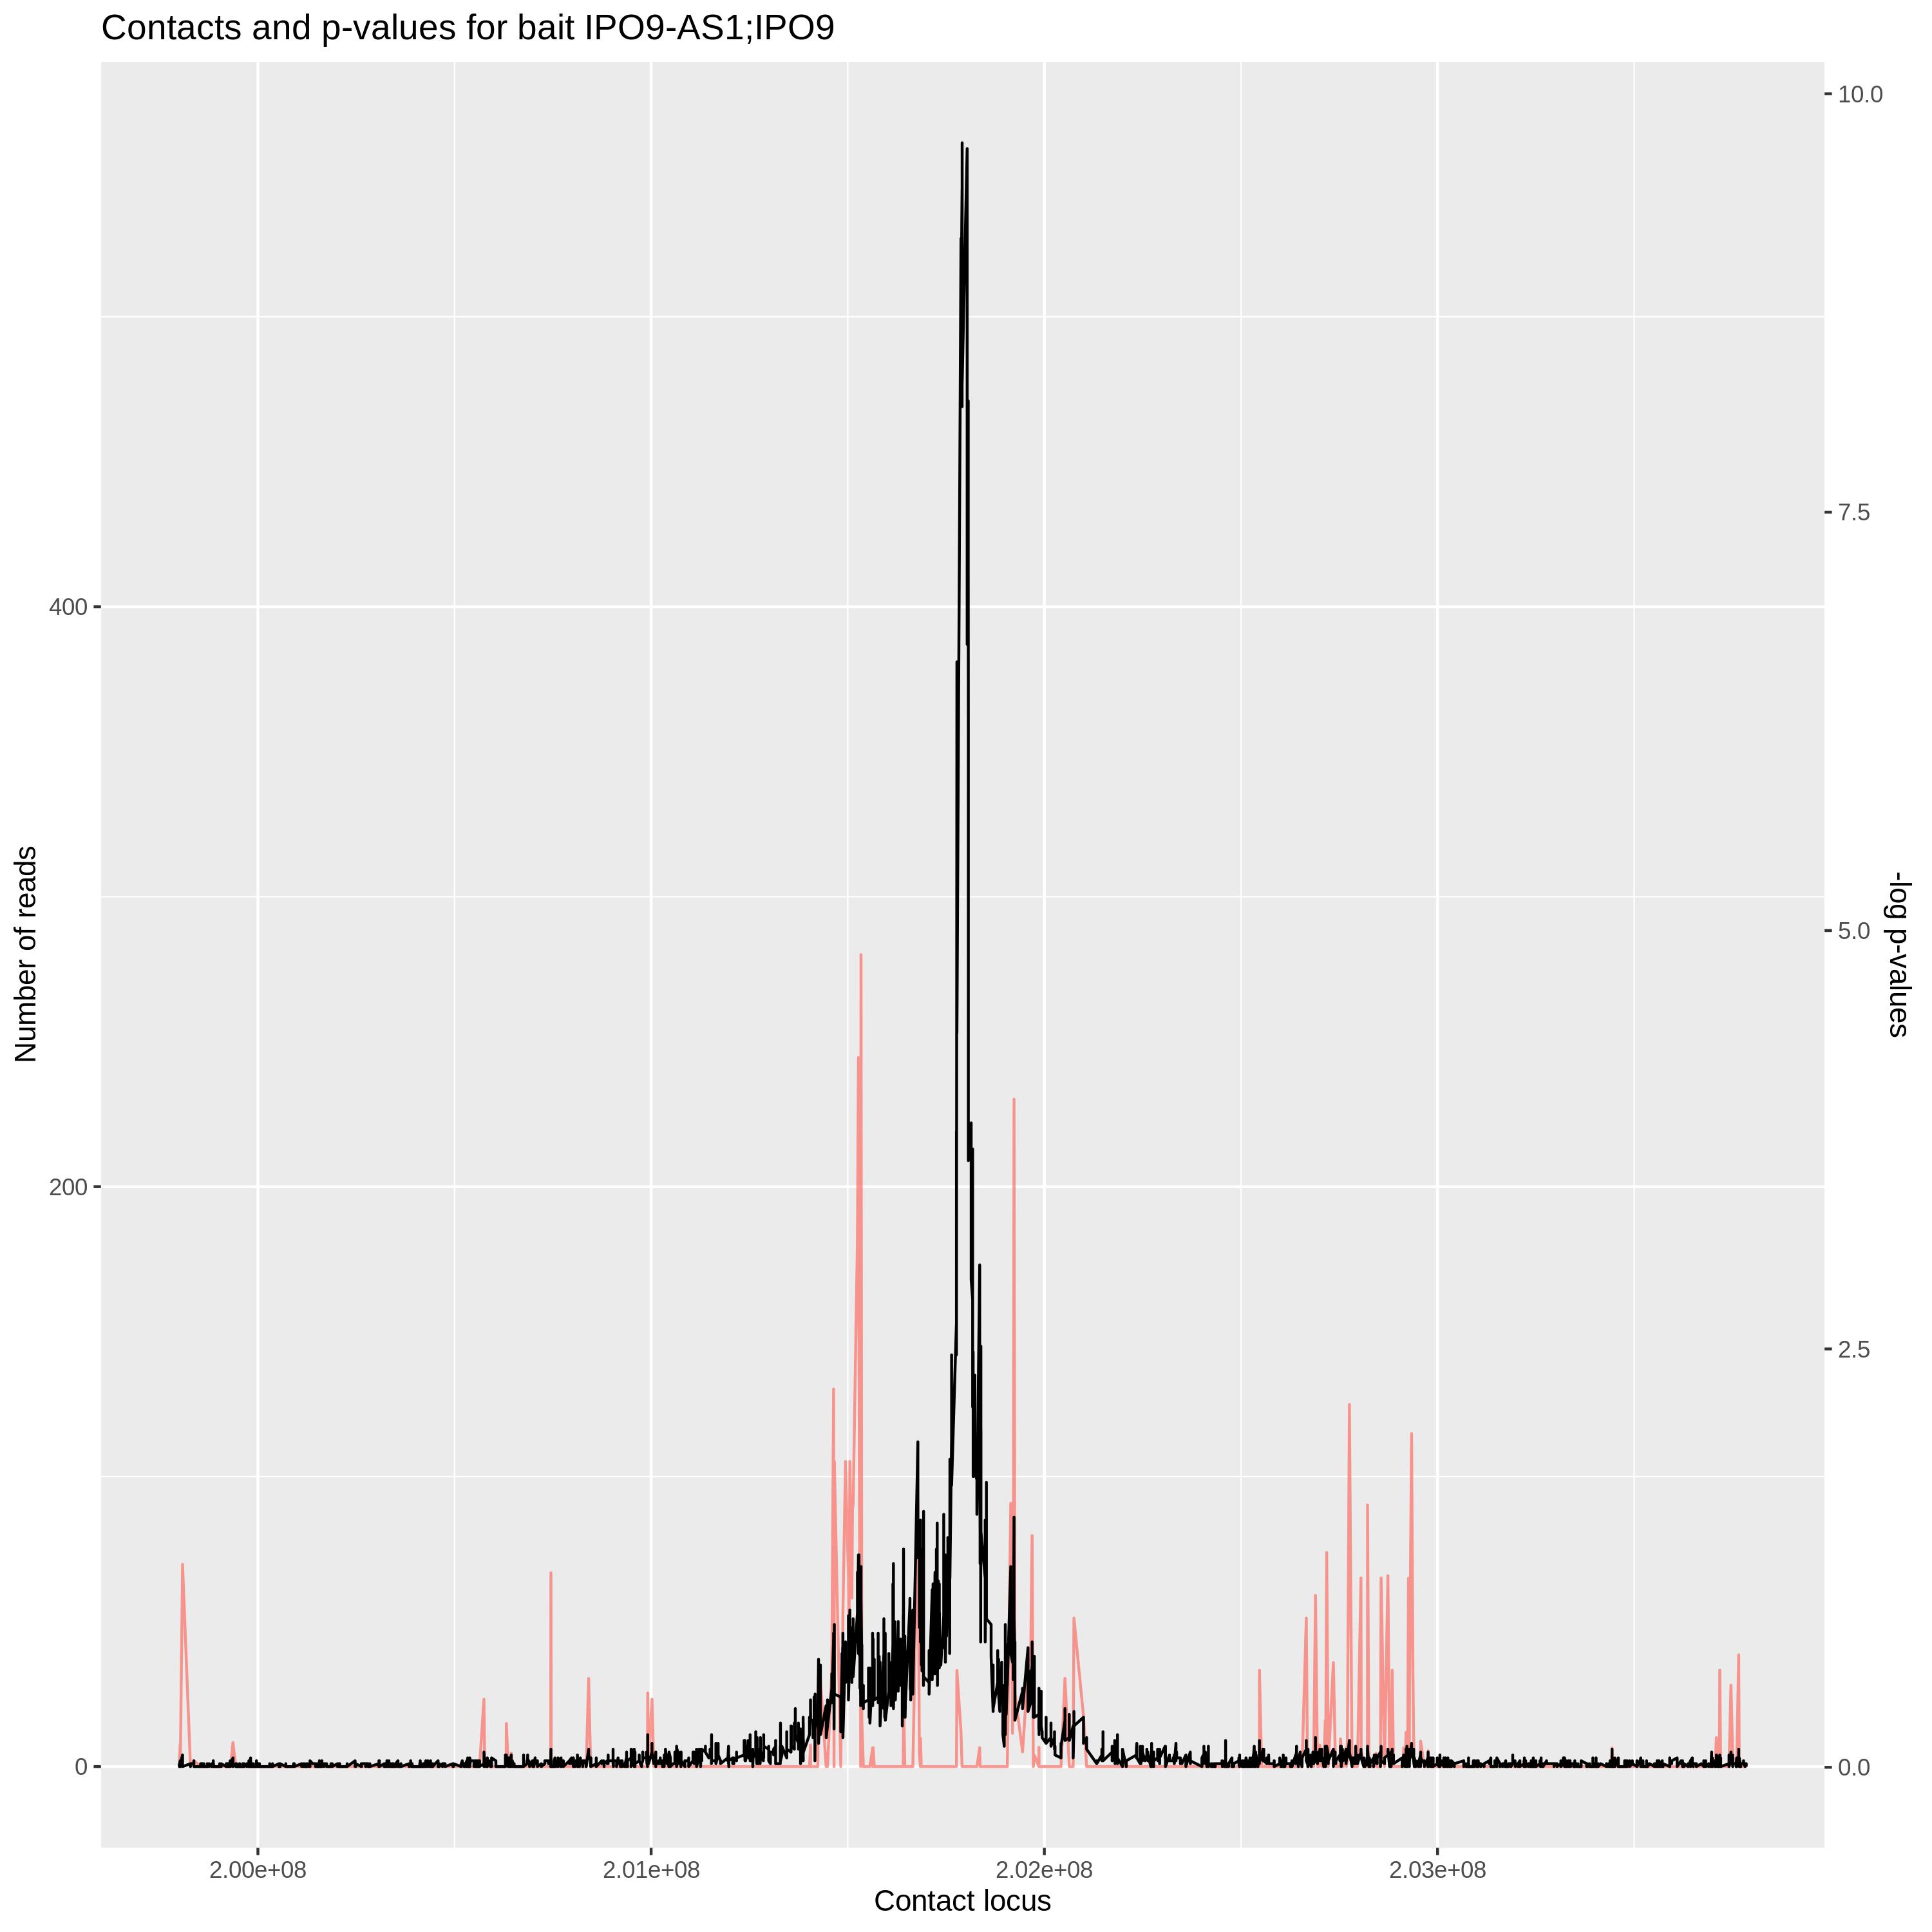 Contacts and p-values for bait IPO9-AS1;IPO9
10.0
7.5
400
5.0
Number of reads
-log p-values
200
2.5
0
0.0
2.00e+08
2.01e+08
2.02e+08
2.03e+08
Contact locus